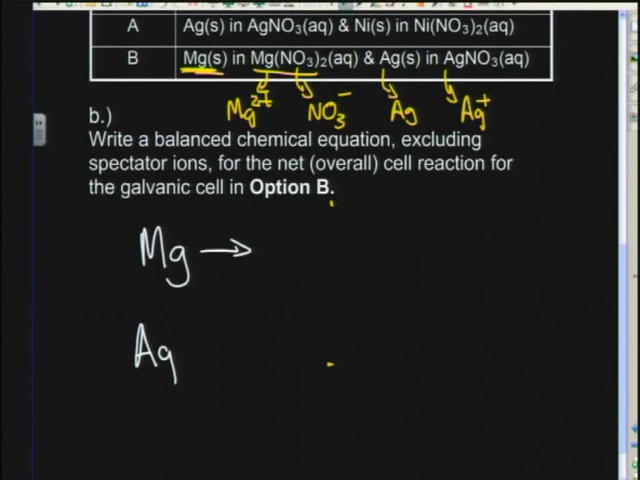 A Ag(s) in AgNO3(aq) & Ni(s) in Ni(NO3)2(aq)
B Mg(s) in Mg(NO3)2(aq) & Ag(s) in AgNO3(aq)
Mg²⁺ NO₃⁻ Ag Ag⁺
b.)
Write a balanced chemical equation, excluding
spectator ions, for the net (overall) cell reaction for
the galvanic cell in Option B.
Mg →
Ag